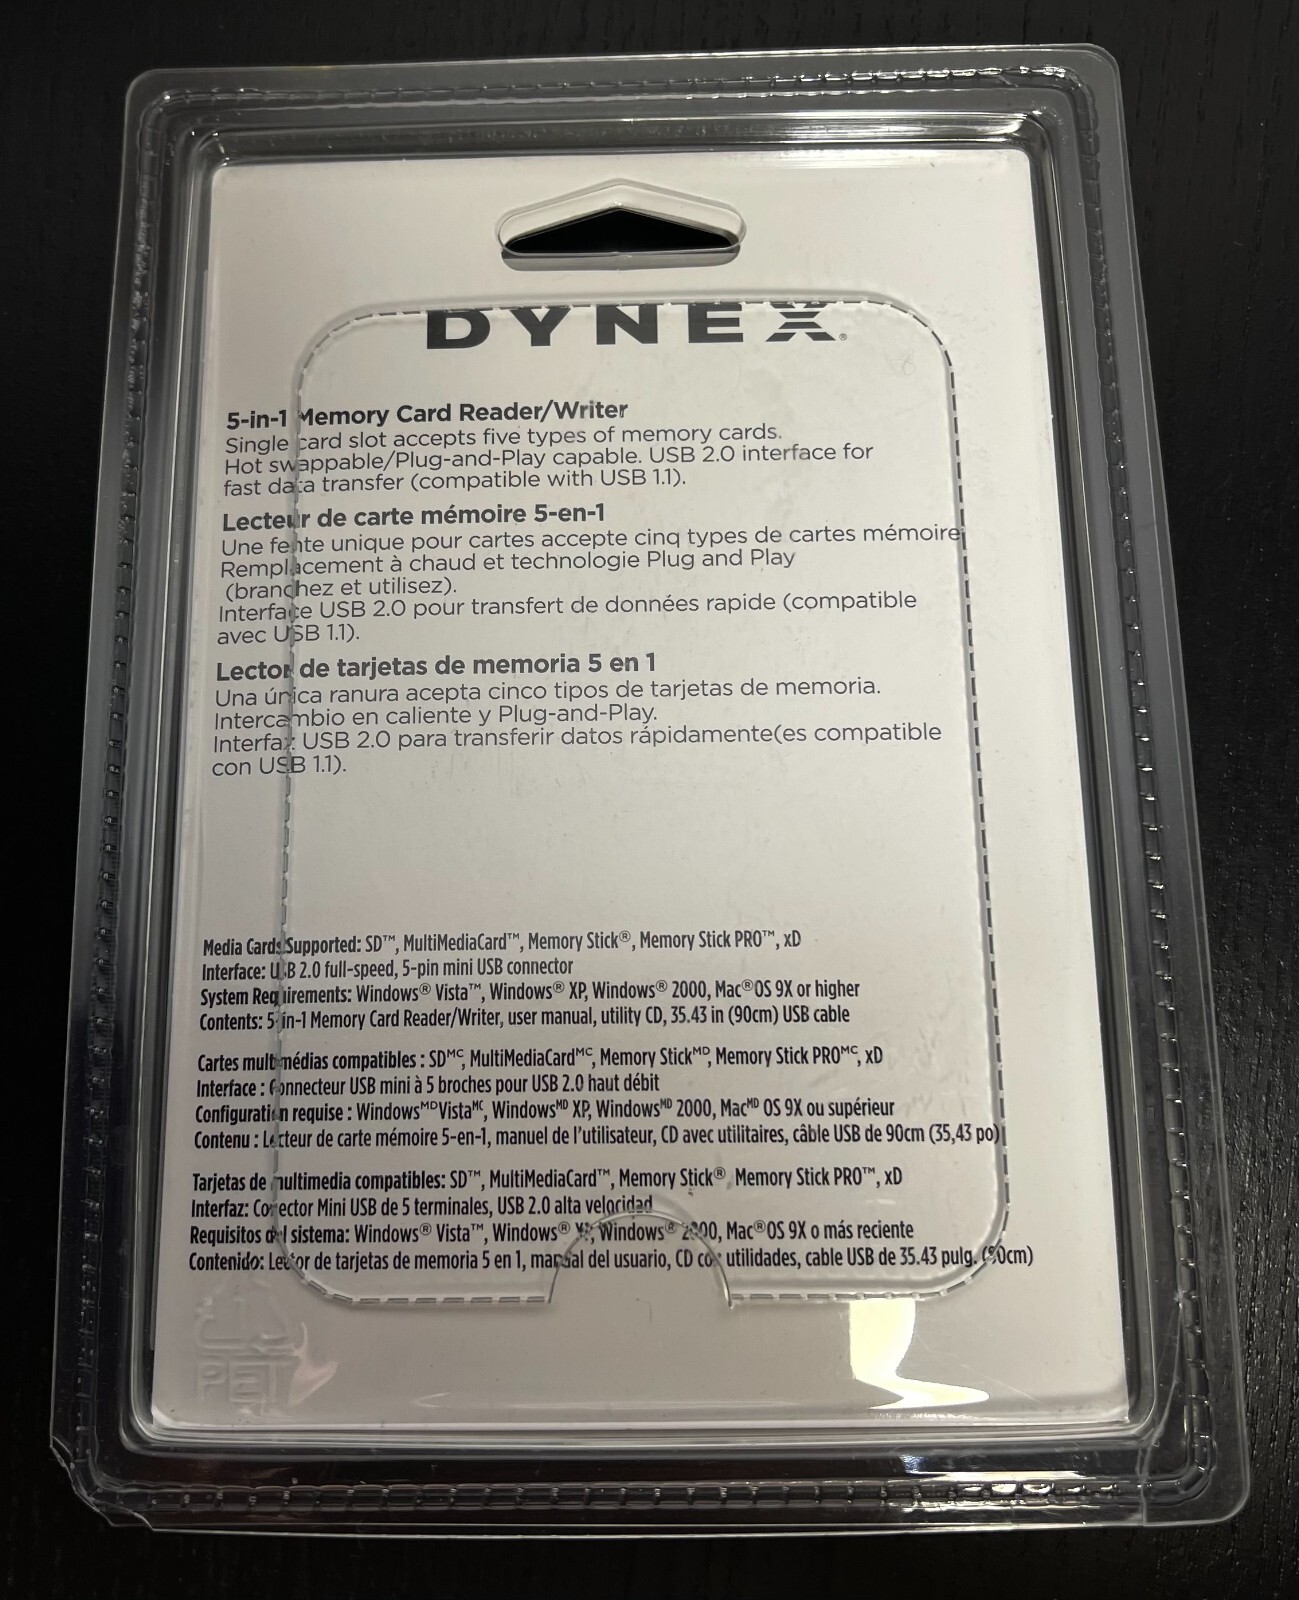 DYNEX®
5-in-1 Memory Card Reader/Writer
Single card slot accepts five types of memory cards.
Hot swappable/Plug-and-Play capable. USB 2.0 interface for
fast data transfer (compatible with USB 1.1).
Lecteur de carte mémoire 5-en-1
Une fente unique pour cartes accepte cinq types de cartes mémoire
Remplacement à chaud et technologie Plug and Play
(branchez et utilisez).
Interface USB 2.0 pour transfert de données rapide (compatible
avec USB 1.1).
Lector de tarjetas de memoria 5 en 1
Una única ranura acepta cinco tipos de tarjetas de memoria.
Intercambio en caliente y Plug-and-Play.
Interfaz USB 2.0 para transferir datos rápidamente(es compatible
con USB 1.1).
Media Cards Supported: SD™, MultiMediaCard™, Memory Stick®, Memory Stick PRO™, xD
Interface: USB 2.0 full-speed, 5-pin mini USB connector
System Requirements: Windows® Vista™, Windows® XP, Windows® 2000, Mac® OS 9X or higher
Contents: 5-in-1 Memory Card Reader/Writer, user manual, utility CD, 35.43 in (90cm) USB cable
Cartes multimédias compatibles : SDᴹᶜ, MultiMediaCardᴹᶜ, Memory Stickᴹᴰ, Memory Stick PROᴹᶜ, xD
Interface : Connecteur USB mini à 5 broches pour USB 2.0 haut débit
Configuration requise : Windowsᴹᴰ Vistaᴹᶜ, Windowsᴹᴰ XP, Windowsᴹᴰ 2000, Macᴹᴰ OS 9X ou supérieur
Contenu : Lecteur de carte mémoire 5-en-1, manuel de l'utilisateur, CD avec utilitaires, câble USB de 90cm (35,43 po)
Tarjetas de multimedia compatibles: SD™, MultiMediaCard™, Memory Stick®, Memory Stick PRO™, xD
Interfaz: Conector Mini USB de 5 terminales, USB 2.0 alta velocidad
Requisitos del sistema: Windows® Vista™, Windows® XP, Windows® 2000, Mac® OS 9X o más reciente
Contenido: Lector de tarjetas de memoria 5 en 1, manual del usuario, CD con utilidades, cable USB de 35.43 pulg. (90cm)
PET